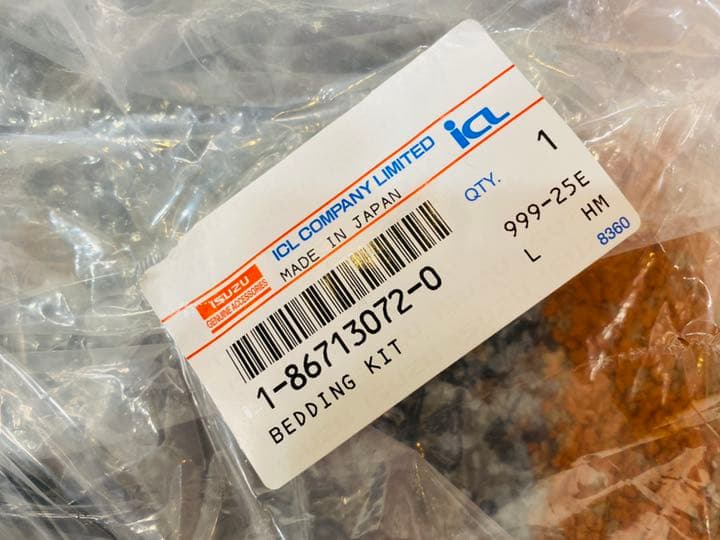 ISUZU
GENUINE ACCESSORIES
ICL COMPANY LIMITED
icL
MADE IN JAPAN
QTY.
1
1-86713072-0
999-25E
BEDDING KIT
L
HM
8360